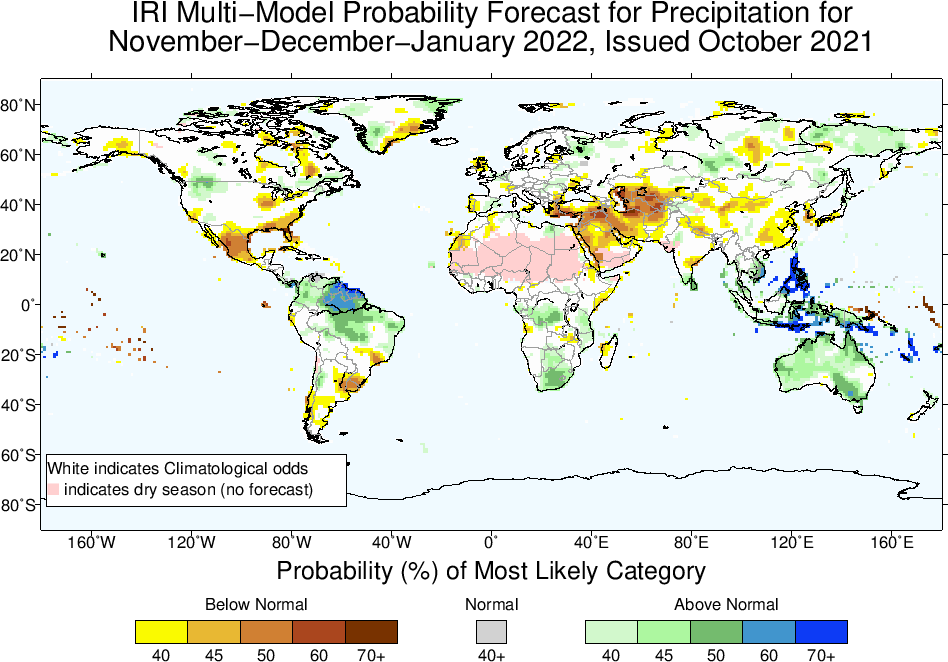 IRI Multi−Model Probability Forecast for Precipitation for
November−December−January 2022, Issued October 2021
80˚N
60˚N
40˚N
20˚N
0˚
20˚S
40˚S
60˚S
80˚S
White indicates Climatological odds
indicates dry season (no forecast)
160˚W 120˚W 80˚W 40˚W 0˚ 40˚E 80˚E 120˚E 160˚E
Probability (%) of Most Likely Category
Below Normal Normal Above Normal
40 45 50 60 70+ 40+ 40 45 50 60 70+